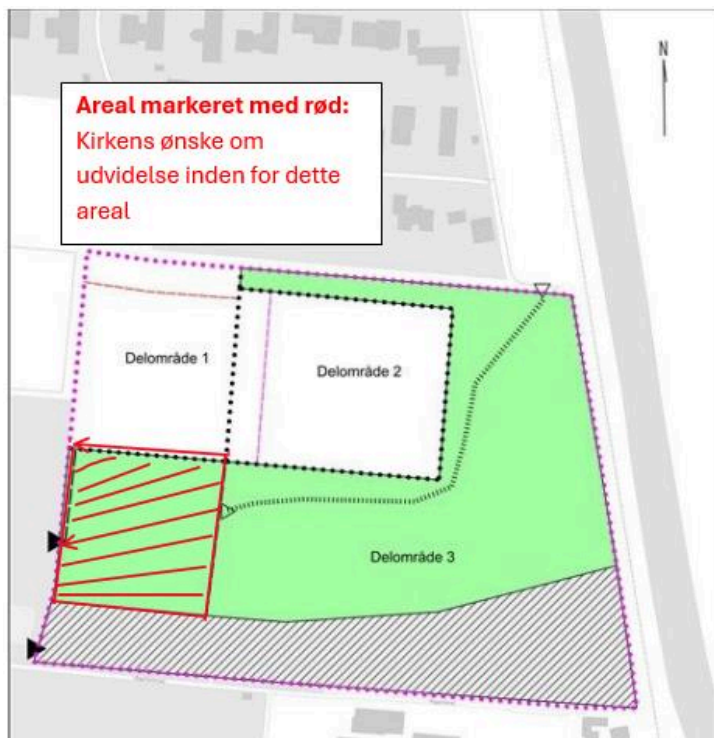 N
Areal markeret med rød:
Kirkens ønske om
udvidelse inden for dette
areal
Delområde 1
Delområde 2
Delområde 3